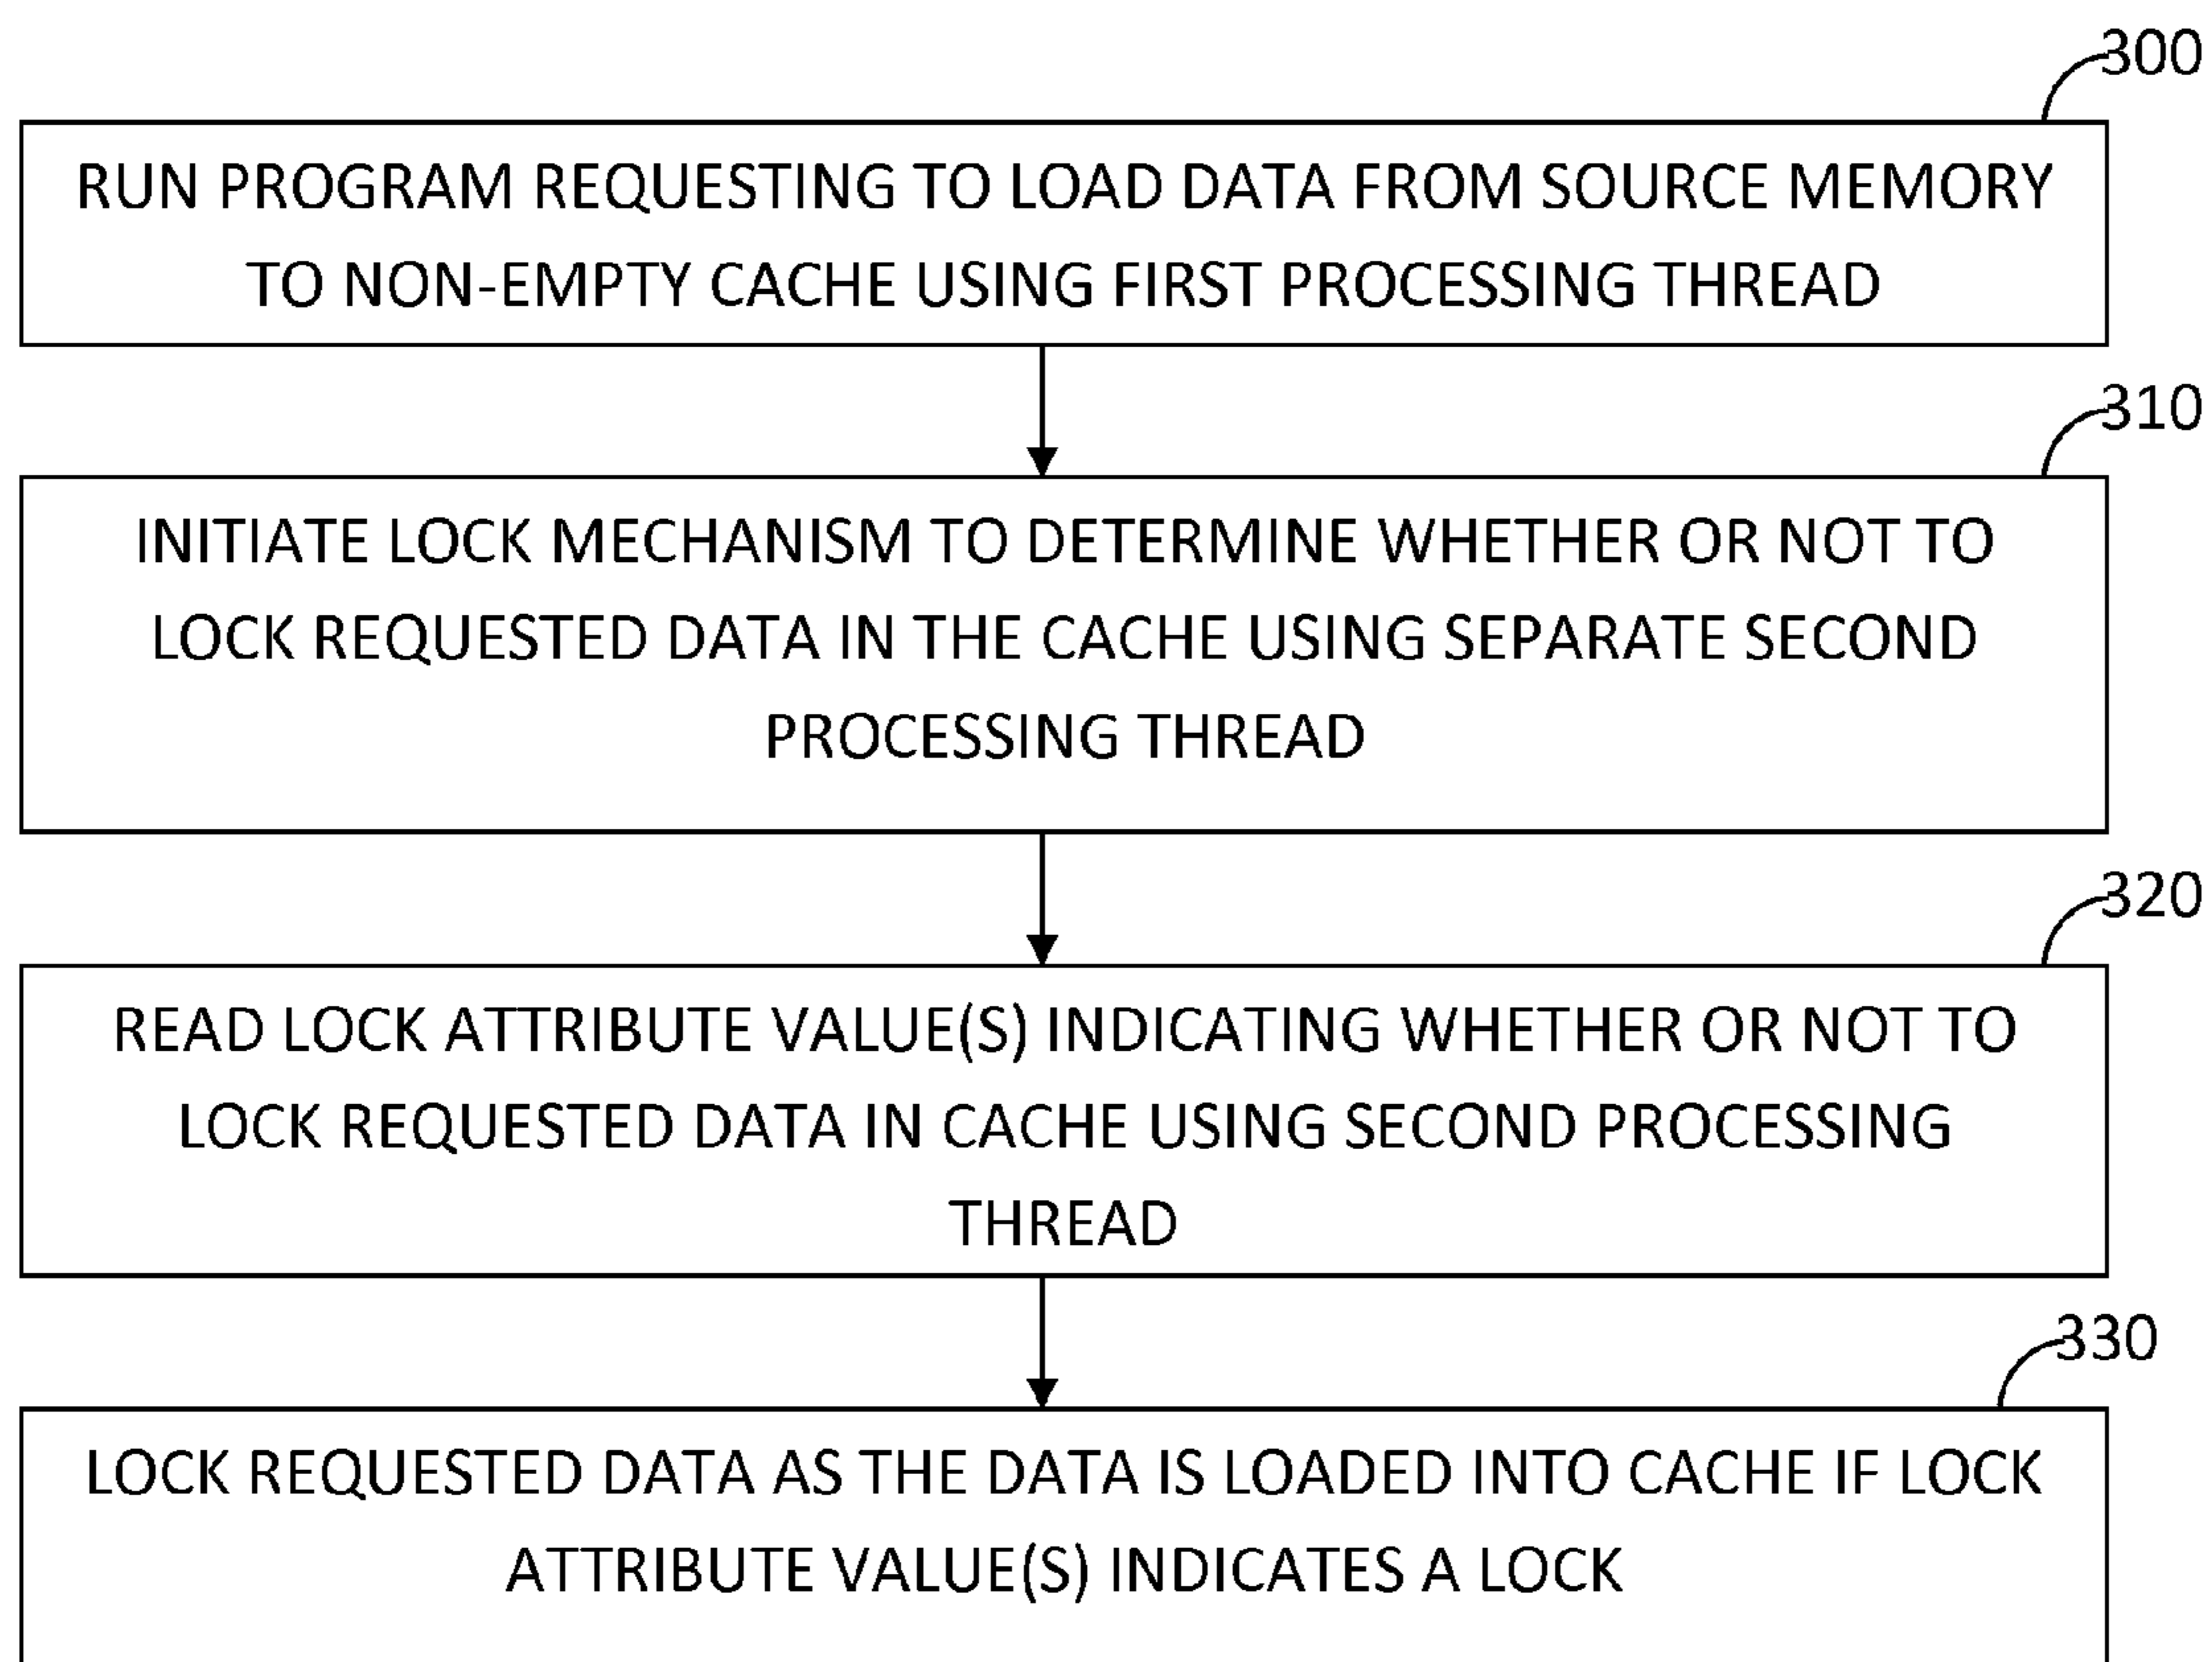 300
RUN PROGRAM REQUESTING TO LOAD DATA FROM SOURCE MEMORY
TO NON-EMPTY CACHE USING FIRST PROCESSING THREAD
310
INITIATE LOCK MECHANISM TO DETERMINE WHETHER OR NOT TO
LOCK REQUESTED DATA IN THE CACHE USING SEPARATE SECOND
PROCESSING THREAD
320
READ LOCK ATTRIBUTE VALUE(S) INDICATING WHETHER OR NOT TO
LOCK REQUESTED DATA IN CACHE USING SECOND PROCESSING
THREAD
330
LOCK REQUESTED DATA AS THE DATA IS LOADED INTO CACHE IF LOCK
ATTRIBUTE VALUE(S) INDICATES A LOCK